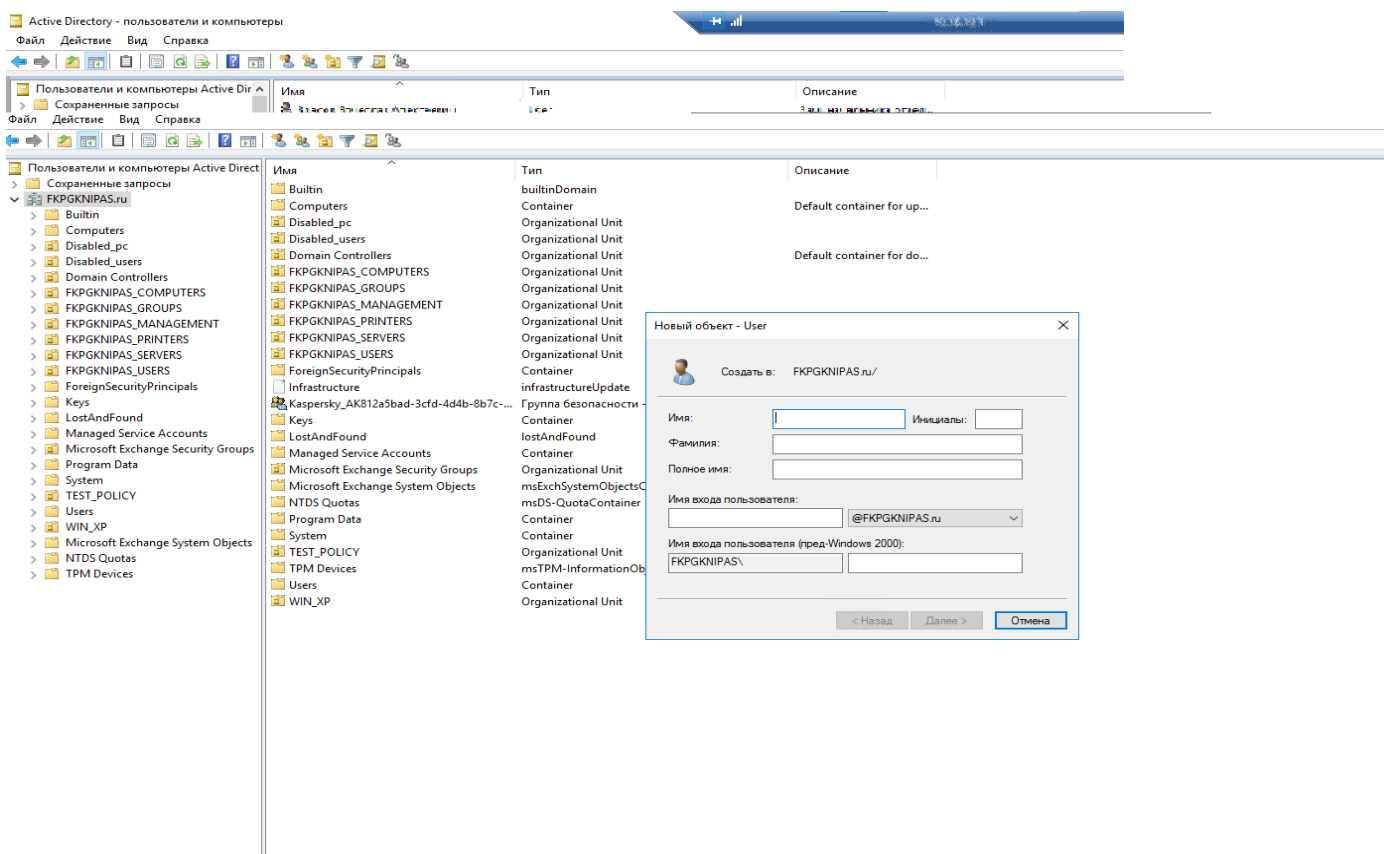 Active Directory - пользователи и компьютеры
Файл Действие Вид Справка
Пользователи и компьютеры Active Dir
Имя Тип Описание
Сохраненные запросы
Файл Действие Вид Справка
Пользователи и компьютеры Active Direct
Сохраненные запросы
FKPGKNIPAS.ru
Builtin
Computers
Disabled_pc
Disabled_users
Domain Controllers
FKPGKNIPAS_COMPUTERS
FKPGKNIPAS_GROUPS
FKPGKNIPAS_MANAGEMENT
FKPGKNIPAS_PRINTERS
FKPGKNIPAS_SERVERS
FKPGKNIPAS_USERS
ForeignSecurityPrincipals
Keys
LostAndFound
Managed Service Accounts
Microsoft Exchange Security Groups
Program Data
System
TEST_POLICY
Users
WIN_XP
Microsoft Exchange System Objects
NTDS Quotas
TPM Devices
Имя Тип Описание
Builtin builtinDomain
Computers Container Default container for up...
Disabled_pc Organizational Unit
Disabled_users Organizational Unit
Domain Controllers Organizational Unit Default container for do...
FKPGKNIPAS_COMPUTERS Organizational Unit
FKPGKNIPAS_GROUPS Organizational Unit
FKPGKNIPAS_MANAGEMENT Organizational Unit
FKPGKNIPAS_PRINTERS Organizational Unit
FKPGKNIPAS_SERVERS Organizational Unit
FKPGKNIPAS_USERS Organizational Unit
ForeignSecurityPrincipals Container
Infrastructure infrastructureUpdate
Kaspersky_AK812a5bad-3cfd-4d4b-8b7c-... Группа безопасности -
Keys Container
LostAndFound lostAndFound
Managed Service Accounts Container
Microsoft Exchange Security Groups Organizational Unit
Microsoft Exchange System Objects msExchSystemObjectsC
NTDS Quotas msDS-QuotaContainer
Program Data Container
System Container
TEST_POLICY Organizational Unit
TPM Devices msTPM-InformationOb
Users Container
WIN_XP Organizational Unit
Новый объект - User
Создать в: FKPGKNIPAS.ru/
Имя: Инициалы:
Фамилия:
Полное имя:
Имя входа пользователя:
@FKPGKNIPAS.ru
Имя входа пользователя (пред-Windows 2000):
FKPGKNIPAS\
< Назад Далее > Отмена